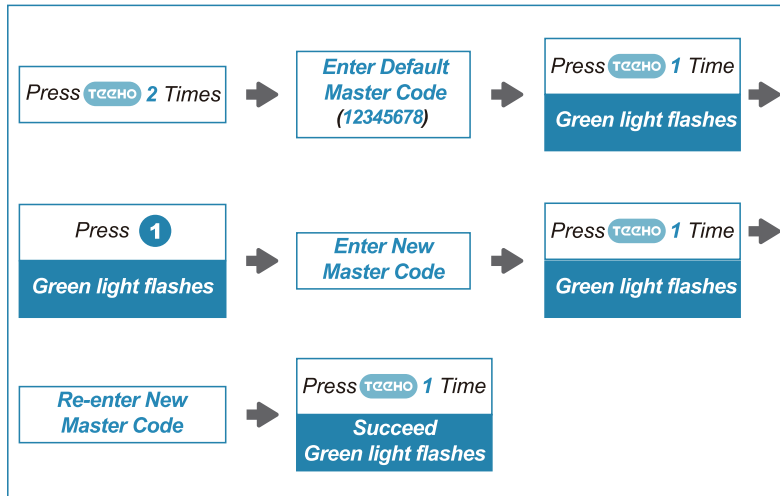 Press TEEHO 2 Times
Enter Default
Master Code
(12345678)
Press TEEHO 1 Time
Green light flashes
Press 1
Green light flashes
Enter New
Master Code
Press TEEHO 1 Time
Green light flashes
Re-enter New
Master Code
Press TEEHO 1 Time
Succeed
Green light flashes